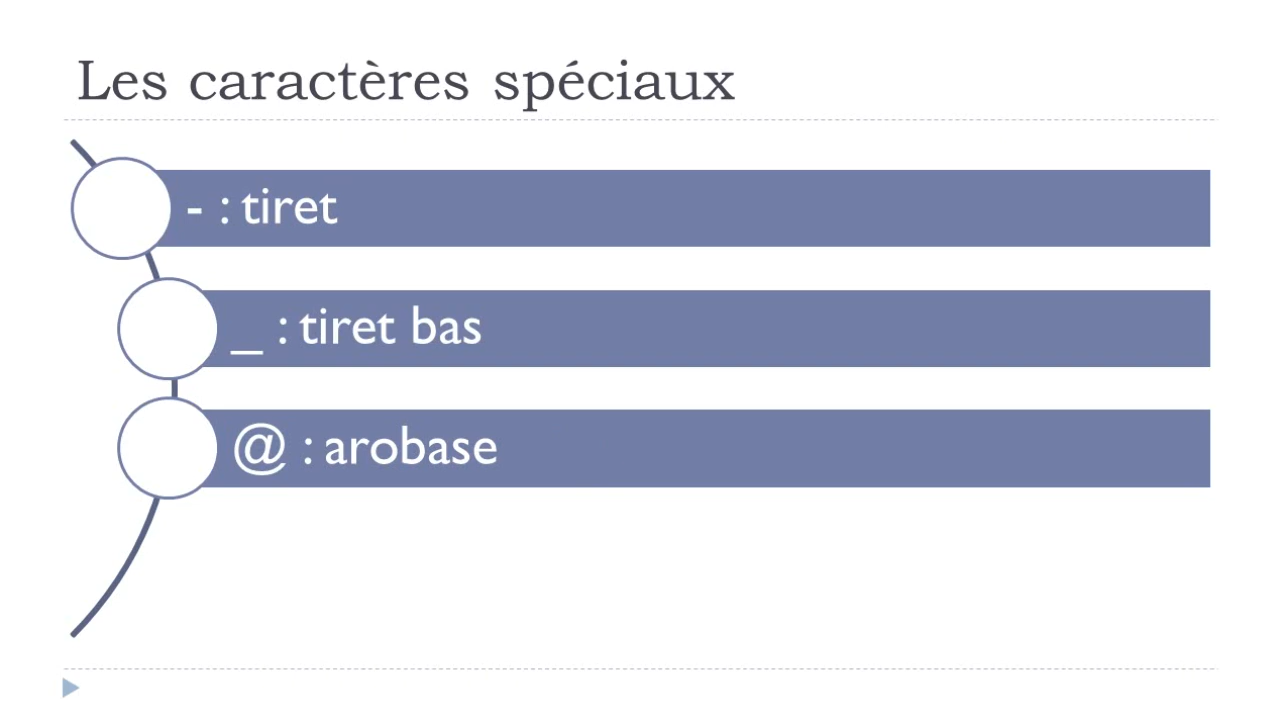 Les caractères spéciaux
- : tiret
_ : tiret bas
@ : arobase